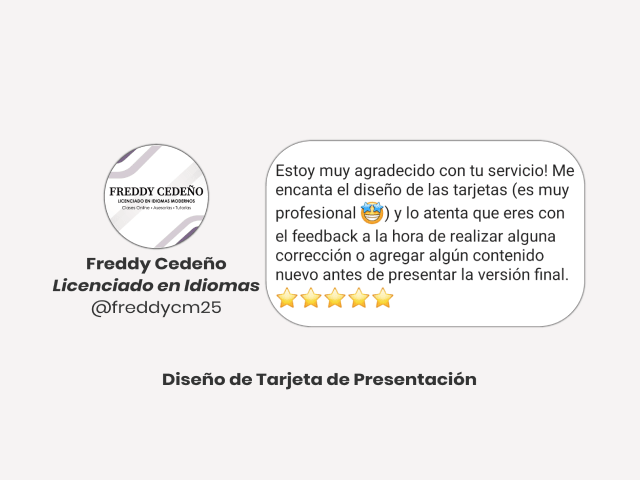 FREDDY CEDEÑO
LICENCIADO EN IDIOMAS MODERNOS
Clases Online • Asesorías • Tutorías
Freddy Cedeño
Licenciado en Idiomas
@freddycm25
Estoy muy agradecido con tu servicio! Me
encanta el diseño de las tarjetas (es muy
profesional 🤩) y lo atenta que eres con
el feedback a la hora de realizar alguna
corrección o agregar algún contenido
nuevo antes de presentar la versión final.
⭐⭐⭐⭐⭐
Diseño de Tarjeta de Presentación